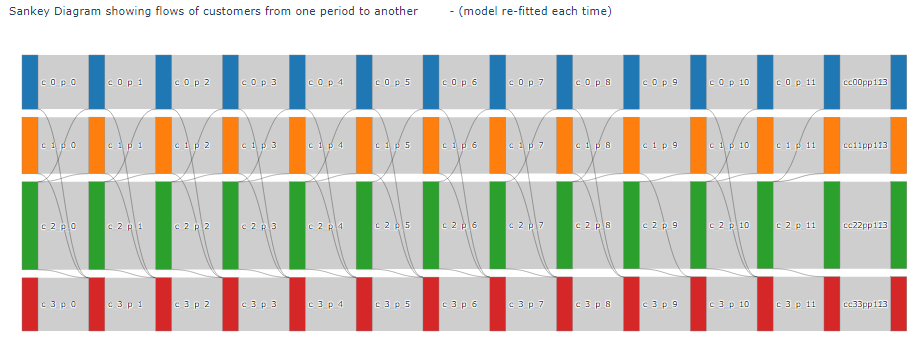 Sankey Diagram showing flows of customers from one period to another - (model re-fitted each time)
c 0 p 0 c 0 p 1 c 0 p 2 c 0 p 3 c 0 p 4 c 0 p 5 c 0 p 6 c 0 p 7 c 0 p 8 c 0 p 9 c 0 p 10 c 0 p 11
c 1 p 0 c 1 p 1 c 1 p 2 c 1 p 3 c 1 p 4 c 1 p 5 c 1 p 6 c 1 p 7 c 1 p 8 c 1 p 9 c 1 p 10 c 1 p 11
c 2 p 0 c 2 p 1 c 2 p 2 c 2 p 3 c 2 p 4 c 2 p 5 c 2 p 6 c 2 p 7 c 2 p 8 c 2 p 9 c 2 p 10 c 2 p 11
c 3 p 0 c 3 p 1 c 3 p 2 c 3 p 3 c 3 p 4 c 3 p 5 c 3 p 6 c 3 p 7 c 3 p 8 c 3 p 9 c 3 p 10 c 3 p 11